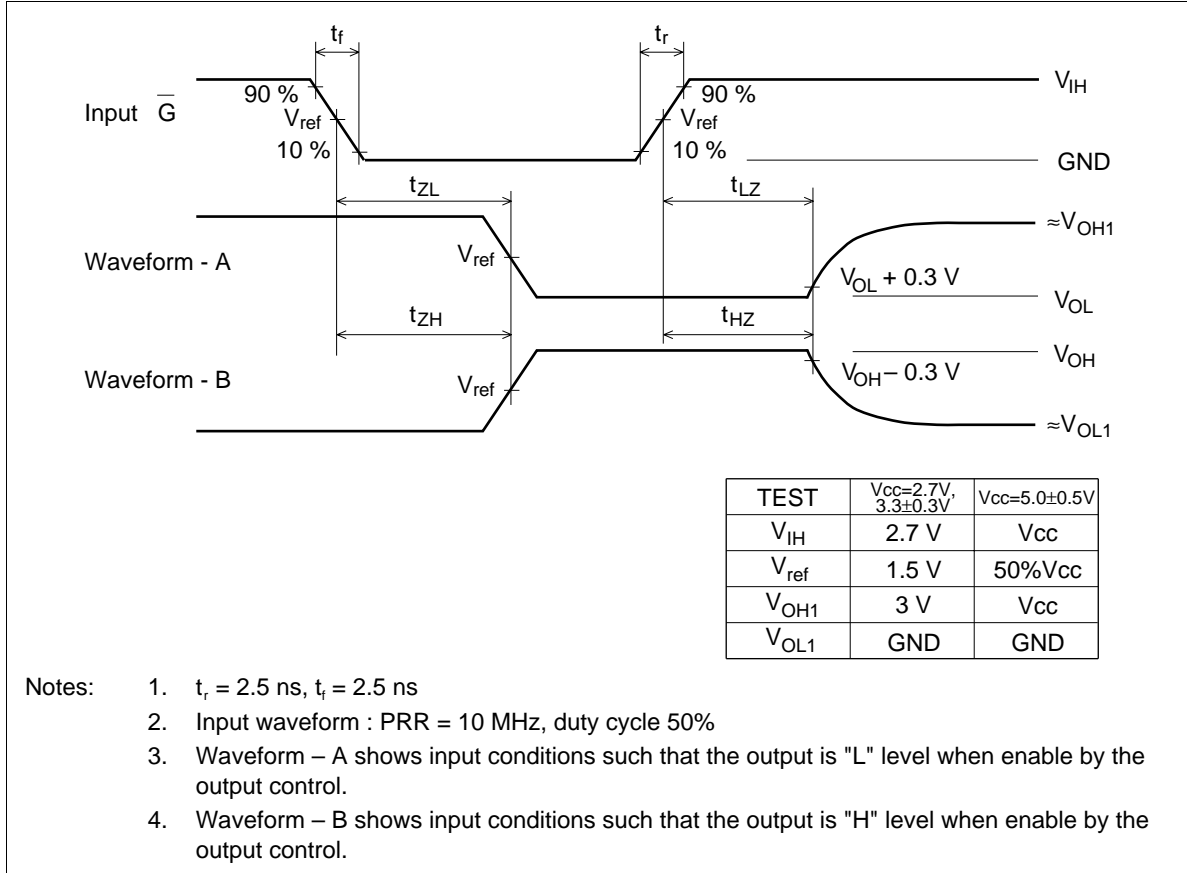 tf
tr
Input G̅
90 %
Vref
10 %
90 %
Vref
10 %
VIH
GND
tZL
tLZ
Waveform - A
Vref
VOL + 0.3 V
≈VOH1
VOL
tZH
tHZ
Waveform - B
Vref
VOH – 0.3 V
VOH
≈VOL1
TEST Vcc=2.7V, 3.3±0.3V Vcc=5.0±0.5V
VIH 2.7 V Vcc
Vref 1.5 V 50%Vcc
VOH1 3 V Vcc
VOL1 GND GND
Notes: 1. tr = 2.5 ns, tf = 2.5 ns
2. Input waveform : PRR = 10 MHz, duty cycle 50%
3. Waveform – A shows input conditions such that the output is "L" level when enable by the
output control.
4. Waveform – B shows input conditions such that the output is "H" level when enable by the
output control.